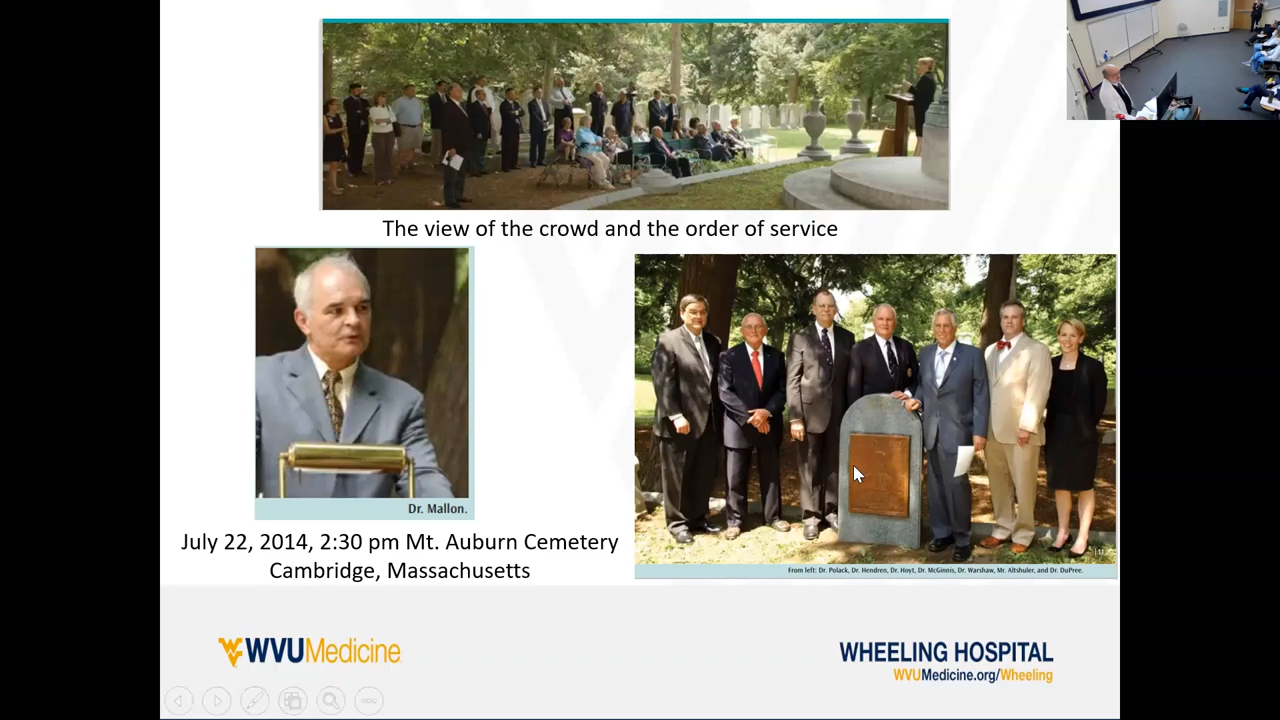 The view of the crowd and the order of service
Dr. Mallon.
July 22, 2014, 2:30 pm Mt. Auburn Cemetery
Cambridge, Massachusetts
From left: Dr. Polack, Dr. Hendren, Dr. Hoyt, Dr. McGinnis, Dr. Warshaw, Mr. Altshuler, and Dr. DuPree.
WVUMedicine
WHEELING HOSPITAL
WVUMedicine.org/Wheeling